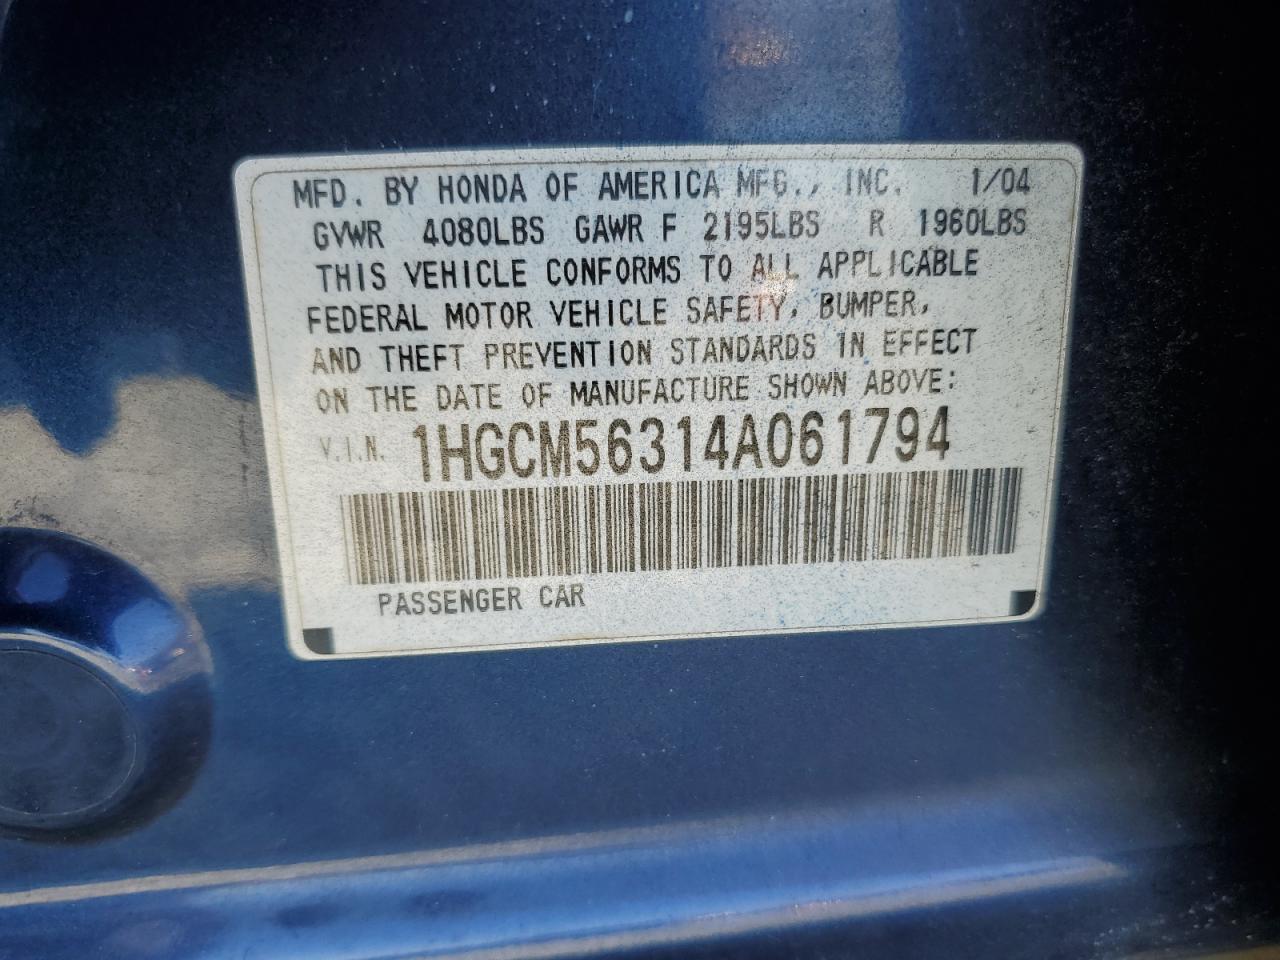 MFD. BY HONDA OF AMERICA MFG., INC. 1/04
GVWR 4080LBS GAWR F 2195LBS R 1960LBS
THIS VEHICLE CONFORMS TO ALL APPLICABLE
FEDERAL MOTOR VEHICLE SAFETY, BUMPER,
AND THEFT PREVENTION STANDARDS IN EFFECT
ON THE DATE OF MANUFACTURE SHOWN ABOVE:
V.I.N. 1HGCM56314A061794
PASSENGER CAR